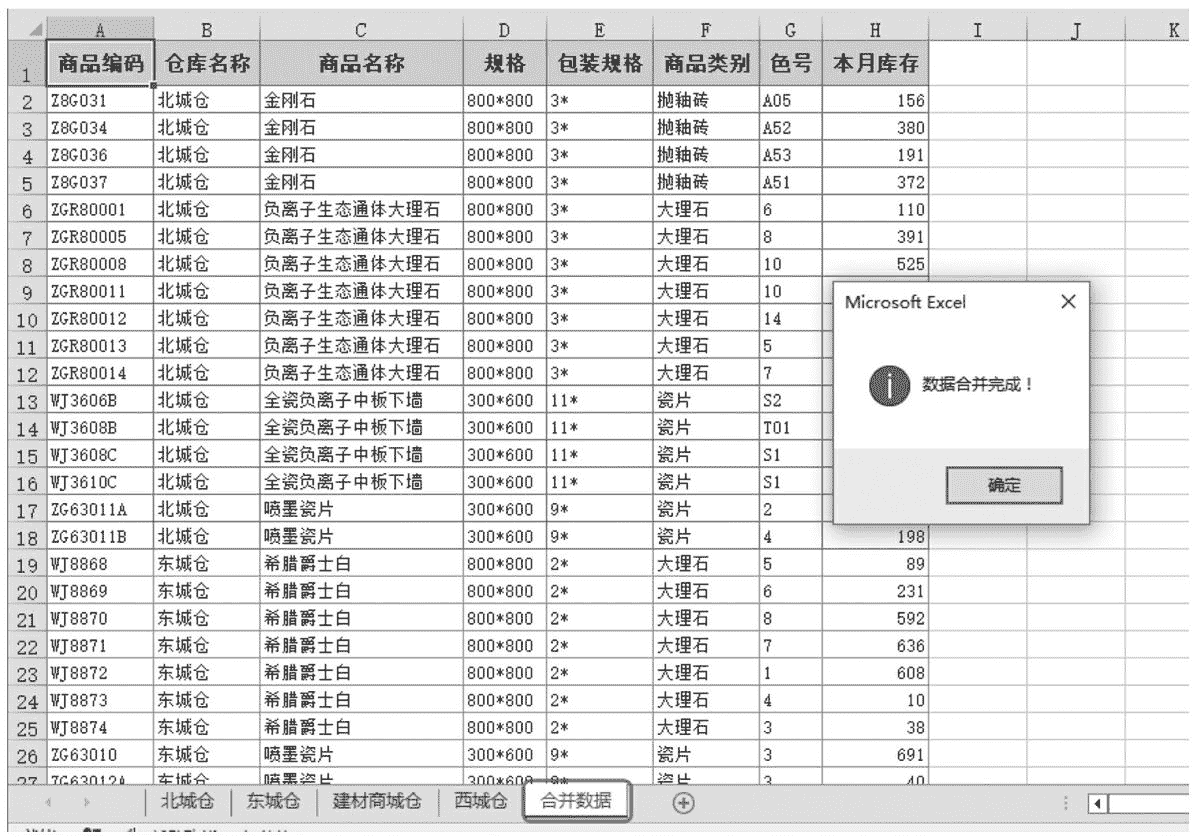 A B C D E F G H I J K
1 商品编码 仓库名称 商品名称 规格 包装规格 商品类别 色号 本月库存
2 Z8G031 北城仓 金刚石 800*800 3* 抛釉砖 A05 156
3 Z8G034 北城仓 金刚石 800*800 3* 抛釉砖 A52 380
4 Z8G036 北城仓 金刚石 800*800 3* 抛釉砖 A53 191
5 Z8G037 北城仓 金刚石 800*800 3* 抛釉砖 A51 372
6 ZGR80001 北城仓 负离子生态通体大理石 800*800 3* 大理石 6 110
7 ZGR80005 北城仓 负离子生态通体大理石 800*800 3* 大理石 8 391
8 ZGR80008 北城仓 负离子生态通体大理石 800*800 3* 大理石 10 525
9 ZGR80011 北城仓 负离子生态通体大理石 800*800 3* 大理石 10
10 ZGR80012 北城仓 负离子生态通体大理石 800*800 3* 大理石 14
11 ZGR80013 北城仓 负离子生态通体大理石 800*800 3* 大理石 5
12 ZGR80014 北城仓 负离子生态通体大理石 800*800 3* 大理石 7
13 WJ3606B 北城仓 全瓷负离子中板下墙 300*600 11* 瓷片 S2
14 WJ3608B 北城仓 全瓷负离子中板下墙 300*600 11* 瓷片 T01
15 WJ3608C 北城仓 全瓷负离子中板下墙 300*600 11* 瓷片 S1
16 WJ3610C 北城仓 全瓷负离子中板下墙 300*600 11* 瓷片 S1
17 ZG63011A 北城仓 喷墨瓷片 300*600 9* 瓷片 2
18 ZG63011B 北城仓 喷墨瓷片 300*600 9* 瓷片 4 198
19 WJ8868 东城仓 希腊爵士白 800*800 2* 大理石 5 89
20 WJ8869 东城仓 希腊爵士白 800*800 2* 大理石 6 231
21 WJ8870 东城仓 希腊爵士白 800*800 2* 大理石 8 592
22 WJ8871 东城仓 希腊爵士白 800*800 2* 大理石 7 636
23 WJ8872 东城仓 希腊爵士白 800*800 2* 大理石 1 608
24 WJ8873 东城仓 希腊爵士白 800*800 2* 大理石 4 10
25 WJ8874 东城仓 希腊爵士白 800*800 2* 大理石 3 38
26 ZG63010 东城仓 喷墨瓷片 300*600 9* 瓷片 3 691
27 ZG63012A 东城仓 喷墨瓷片 300*600 9* 瓷片 3 40
Microsoft Excel
数据合并完成！
确定
北城仓 东城仓 建材商城仓 西城仓 合并数据